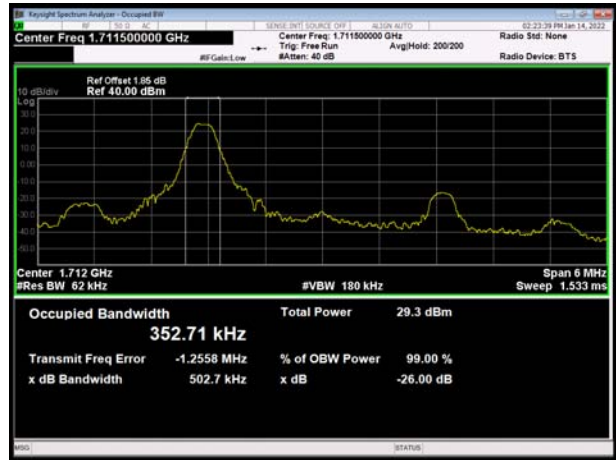 Keysight Spectrum Analyzer - Occupied BW
RF 50 Ω AC SENSE:INT SOURCE OFF ALIGN AUTO 02:23:39 PM Jan 14, 2022
Center Freq 1.711500000 GHz Center Freq: 1.711500000 GHz Radio Std: None
Trig: Free Run Avg|Hold: 200/200
#IFGain:Low #Atten: 40 dB Radio Device: BTS
Ref Offset 1.85 dB
10 dB/div Ref 40.00 dBm
Log
30.0
20.0
10.0
0.00
-10.0
-20.0
-30.0
-40.0
-50.0
Center 1.712 GHz Span 6 MHz
#Res BW 62 kHz #VBW 180 kHz Sweep 1.533 ms
Occupied Bandwidth Total Power 29.3 dBm
352.71 kHz
Transmit Freq Error -1.2558 MHz % of OBW Power 99.00 %
x dB Bandwidth 502.7 kHz x dB -26.00 dB
MSG STATUS